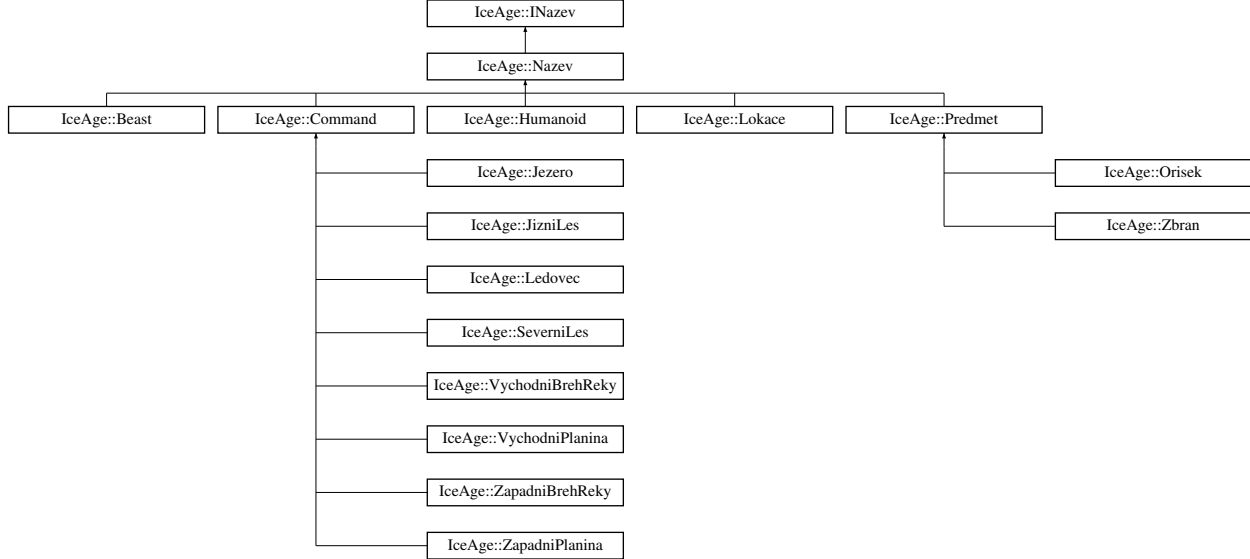 IceAge::INazev
IceAge::Nazev
IceAge::Beast
IceAge::Command
IceAge::Humanoid
IceAge::Lokace
IceAge::Predmet
IceAge::Jezero
IceAge::Orisek
IceAge::JizniLes
IceAge::Zbran
IceAge::Ledovec
IceAge::SeverniLes
IceAge::VychodniBrehReky
IceAge::VychodniPlanina
IceAge::ZapadniBrehReky
IceAge::ZapadniPlanina